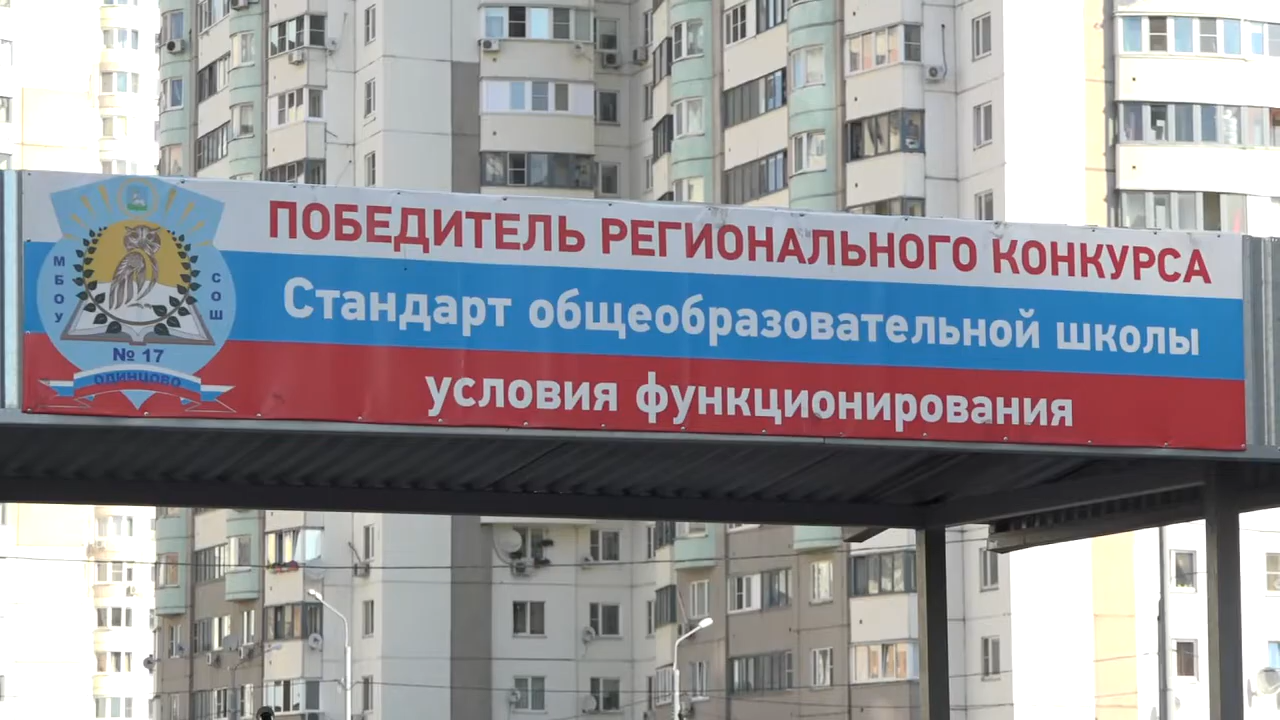 ПОБЕДИТЕЛЬ РЕГИОНАЛЬНОГО КОНКУРСА
Стандарт общеобразовательной школы
условия функционирования
МБОУ
СОШ
№ 17
ОДИНЦОВО